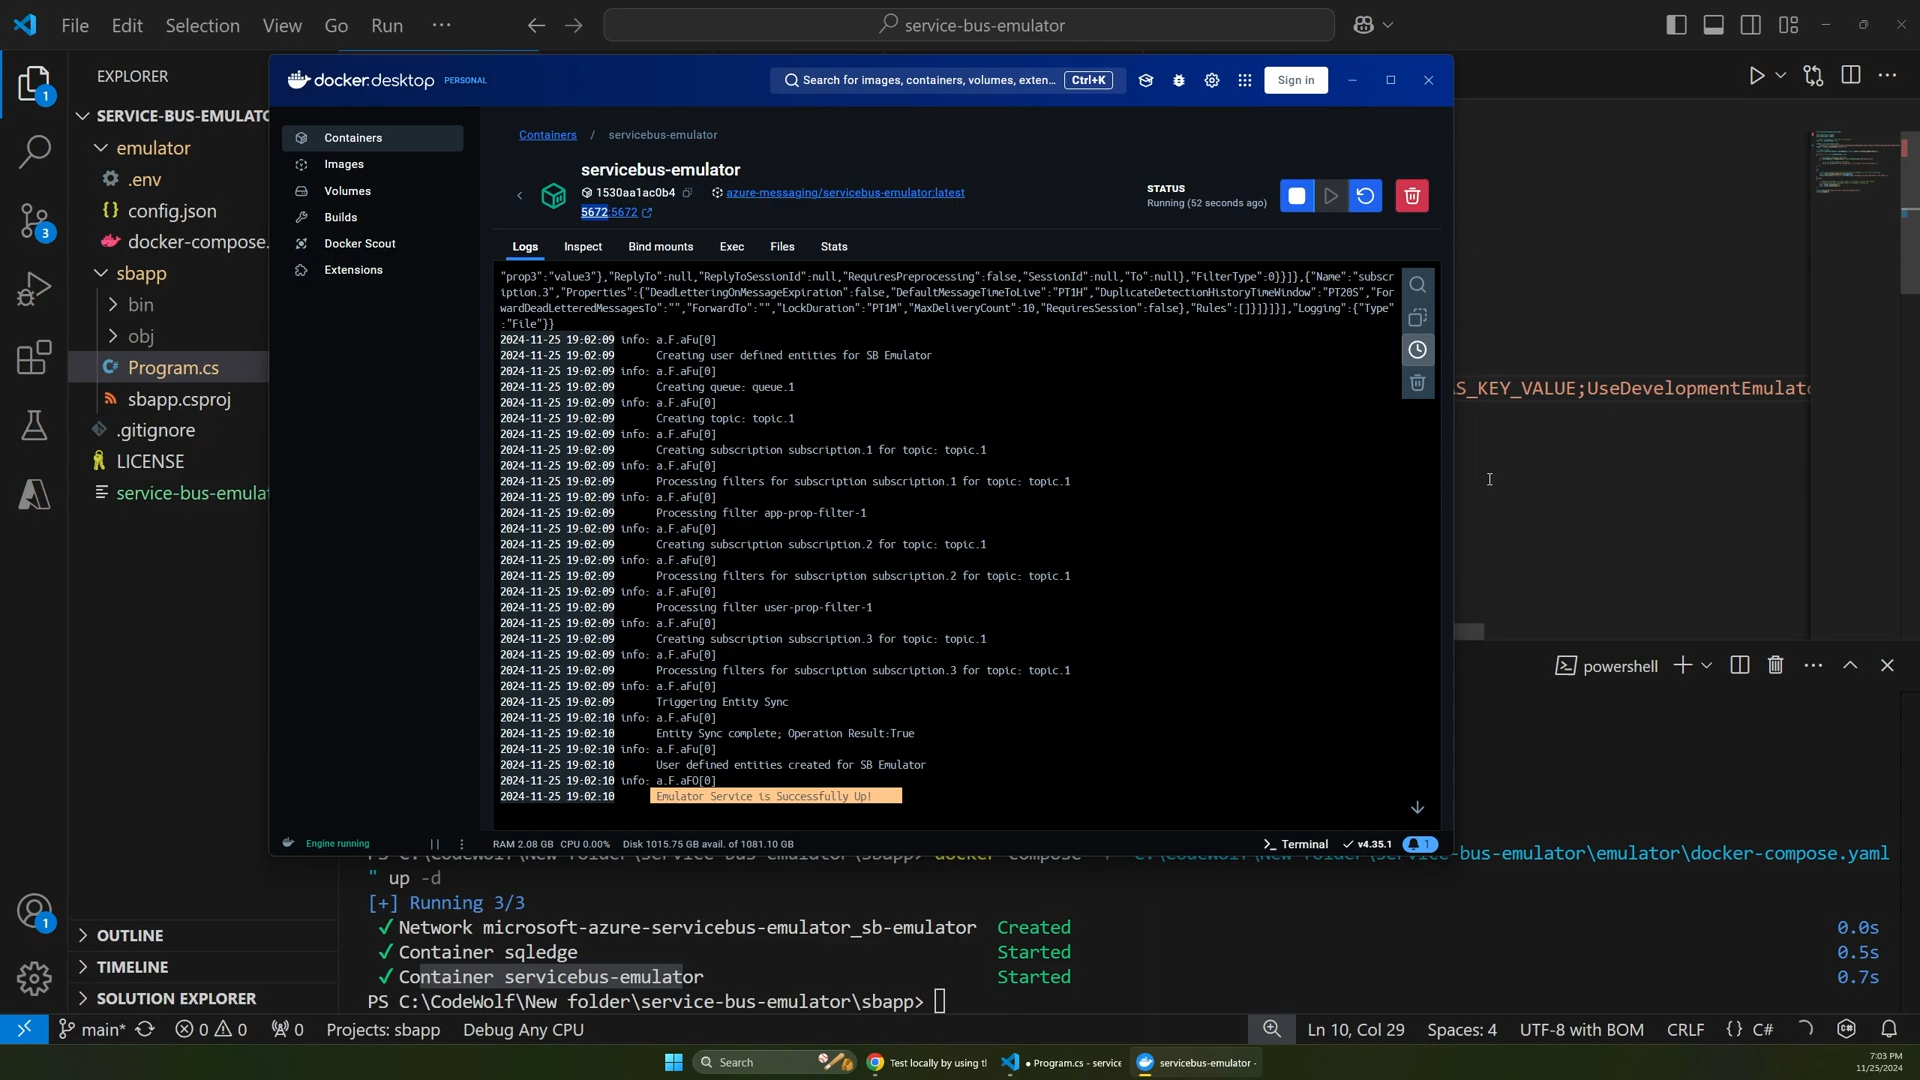 File Edit Selection View Go Run ··· service-bus-emulator
EXPLORER
SERVICE-BUS-EMULATO
emulator
.env
config.json
docker-compose.
sbapp
bin
obj
Program.cs
sbapp.csproj
.gitignore
LICENSE
service-bus-emulat
OUTLINE
TIMELINE
SOLUTION EXPLORER
1
3
1
docker.desktop PERSONAL
Search for images, containers, volumes, exten... Ctrl+K
Sign in
Containers
Images
Volumes
Builds
Docker Scout
Extensions
Containers / servicebus-emulator
servicebus-emulator
1530aa1ac0b4 azure-messaging/servicebus-emulator:latest
5672:5672
STATUS
Running (52 seconds ago)
Logs Inspect Bind mounts Exec Files Stats
"prop3":"value3"},"ReplyTo":null,"ReplyToSessionId":null,"RequiresPreprocessing":false,"SessionId":null,"To":null},"FilterType":0}}]},{"Name":"subscr
iption.3","Properties":{"DeadLetteringOnMessageExpiration":false,"DefaultMessageTimeToLive":"PT1H","DuplicateDetectionHistoryTimeWindow":"PT20S","For
wardDeadLetteredMessagesTo":"","ForwardTo":"","LockDuration":"PT1M","MaxDeliveryCount":10,"RequiresSession":false},"Rules":[]}]}]}],"Logging":{"Type"
:"File"}}
2024-11-25 19:02:09 info: a.F.aFu[0]
2024-11-25 19:02:09 Creating user defined entities for SB Emulator
2024-11-25 19:02:09 info: a.F.aFu[0]
2024-11-25 19:02:09 Creating queue: queue.1
2024-11-25 19:02:09 info: a.F.aFu[0]
2024-11-25 19:02:09 Creating topic: topic.1
2024-11-25 19:02:09 info: a.F.aFu[0]
2024-11-25 19:02:09 Creating subscription subscription.1 for topic: topic.1
2024-11-25 19:02:09 info: a.F.aFu[0]
2024-11-25 19:02:09 Processing filters for subscription subscription.1 for topic: topic.1
2024-11-25 19:02:09 info: a.F.aFu[0]
2024-11-25 19:02:09 Processing filter app-prop-filter-1
2024-11-25 19:02:09 info: a.F.aFu[0]
2024-11-25 19:02:09 Creating subscription subscription.2 for topic: topic.1
2024-11-25 19:02:09 info: a.F.aFu[0]
2024-11-25 19:02:09 Processing filters for subscription subscription.2 for topic: topic.1
2024-11-25 19:02:09 info: a.F.aFu[0]
2024-11-25 19:02:09 Processing filter user-prop-filter-1
2024-11-25 19:02:09 info: a.F.aFu[0]
2024-11-25 19:02:09 Creating subscription subscription.3 for topic: topic.1
2024-11-25 19:02:09 info: a.F.aFu[0]
2024-11-25 19:02:09 Processing filters for subscription subscription.3 for topic: topic.1
2024-11-25 19:02:09 info: a.F.aFu[0]
2024-11-25 19:02:09 Triggering Entity Sync
2024-11-25 19:02:10 info: a.F.aFu[0]
2024-11-25 19:02:10 Entity Sync complete; Operation Result:True
2024-11-25 19:02:10 info: a.F.aFu[0]
2024-11-25 19:02:10 User defined entities created for SB Emulator
2024-11-25 19:02:10 info: a.F.aFO[0]
2024-11-25 19:02:10 Emulator Service is Successfully Up!
Engine running RAM 2.08 GB CPU 0.00% Disk 1015.75 GB avail. of 1081.10 GB Terminal v4.35.1 1
AS_KEY_VALUE;UseDevelopmentEmulato
powershell
PS C:\CodeWolf\New folder\service-bus-emulator\sbapp> docker compose -f "C:\CodeWolf\New folder\service-bus-emulator\emulator\docker-compose.yaml
" up -d
[+] Running 3/3
✓ Network microsoft-azure-servicebus-emulator_sb-emulator Created 0.0s
✓ Container sqledge Started 0.5s
✓ Container servicebus-emulator Started 0.7s
PS C:\CodeWolf\New folder\service-bus-emulator\sbapp>
main* 0 0 0 Projects: sbapp Debug Any CPU Ln 10, Col 29 Spaces: 4 UTF-8 with BOM CRLF {} C#
Search Test locally by using tl Program.cs - service servicebus-emulator -
7:03 PM
11/25/2024